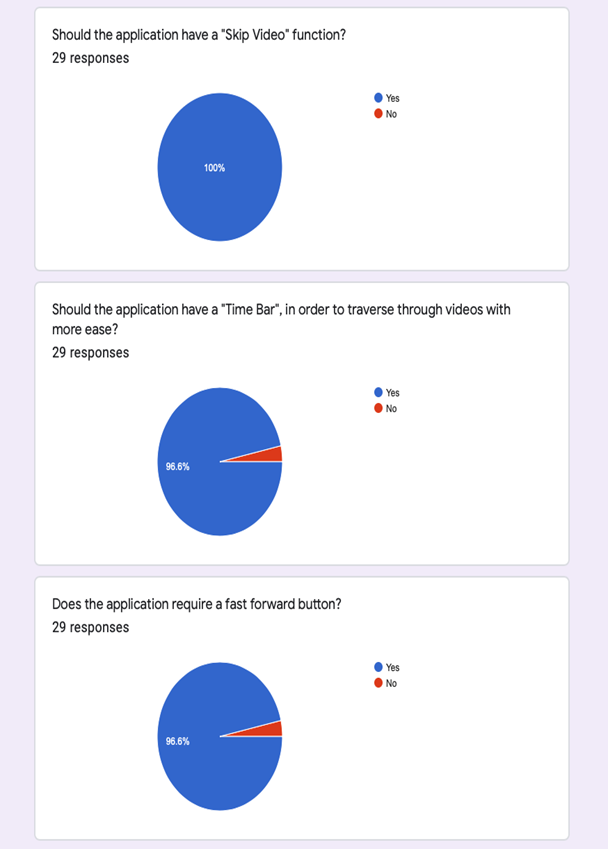 Should the application have a "Skip Video" function?
29 responses
Yes
No
100%
Should the application have a "Time Bar", in order to traverse through videos with
more ease?
29 responses
Yes
No
96.6%
Does the application require a fast forward button?
29 responses
Yes
No
96.6%